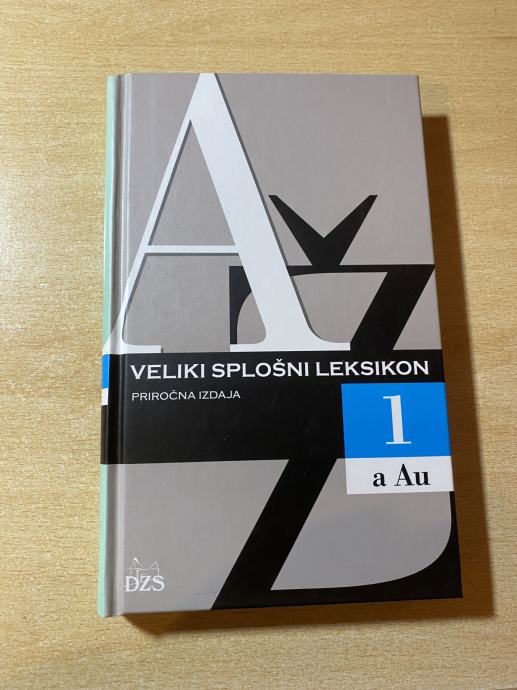 A
Ž
VELIKI SPLOŠNI LEKSIKON
PRIROČNA IZDAJA
1
a Au
DZS